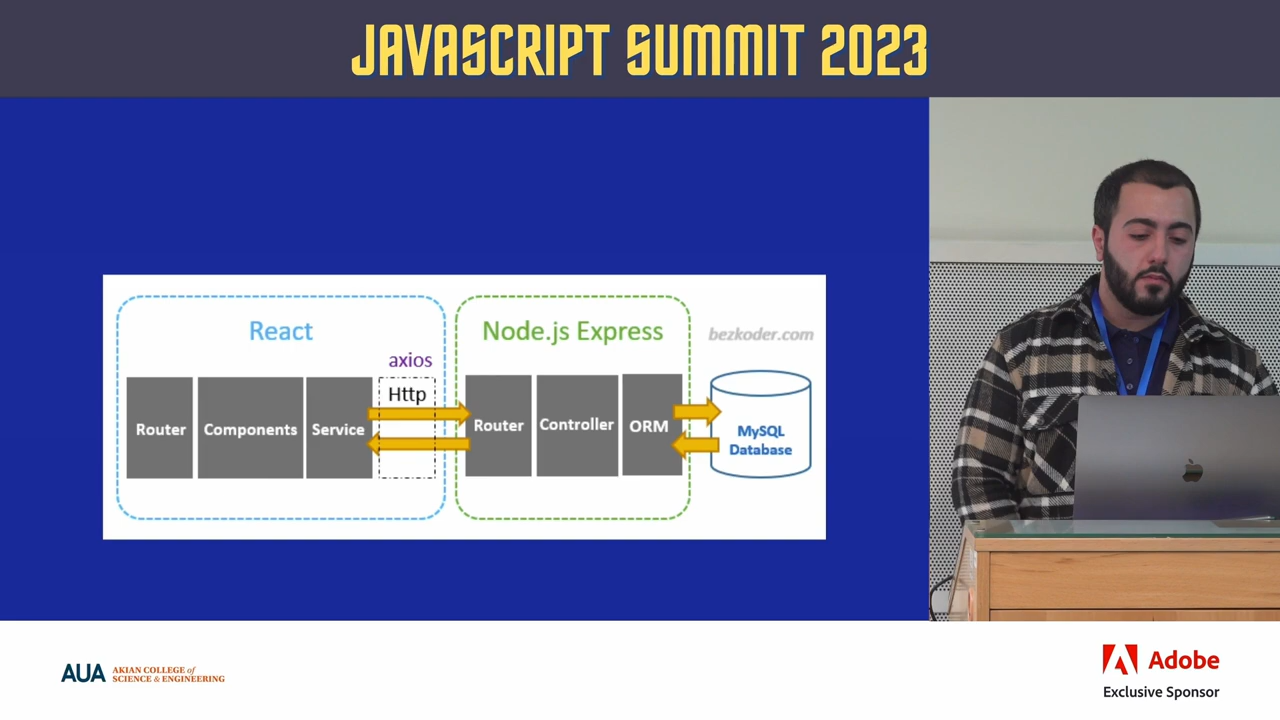 JAVASCRIPT SUMMIT 2023
React
Node.js Express
bezkoder.com
axios
Http
Router
Components
Service
Router
Controller
ORM
MySQL
Database
AUA
AKIAN COLLEGE of
SCIENCE & ENGINEERING
Adobe
Exclusive Sponsor